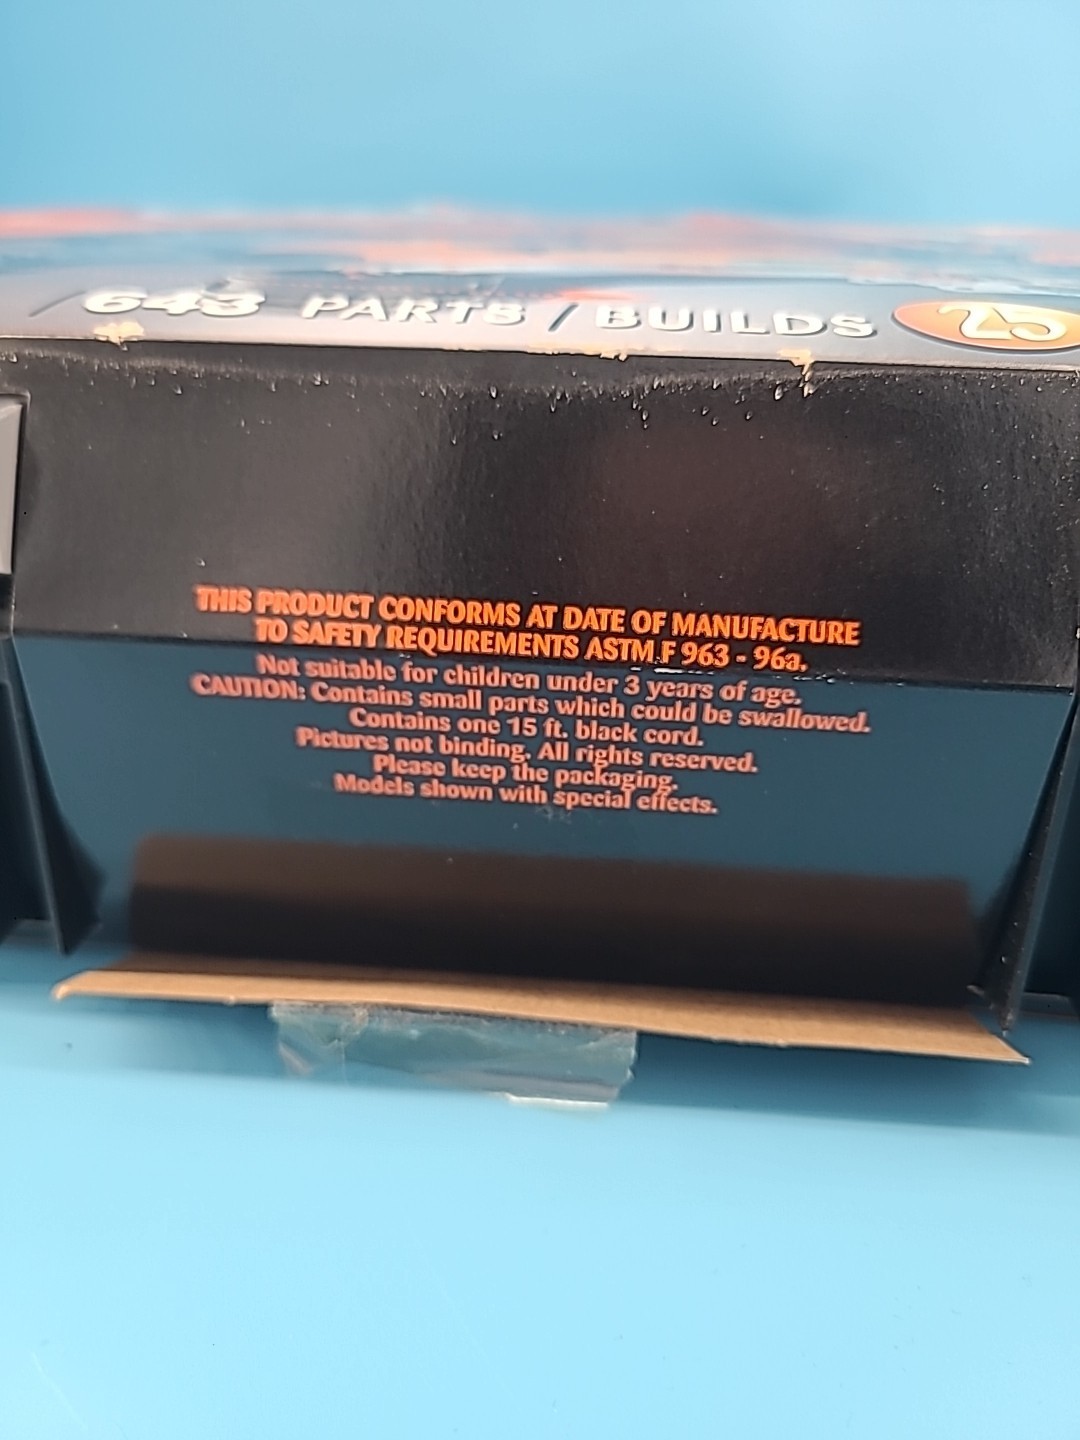 643 PARTS / BUILDS 25
THIS PRODUCT CONFORMS AT DATE OF MANUFACTURE
TO SAFETY REQUIREMENTS ASTM F 963 - 96a.
Not suitable for children under 3 years of age.
CAUTION: Contains small parts which could be swallowed.
Contains one 15 ft. black cord.
Pictures not binding. All rights reserved.
Please keep the packaging.
Models shown with special effects.